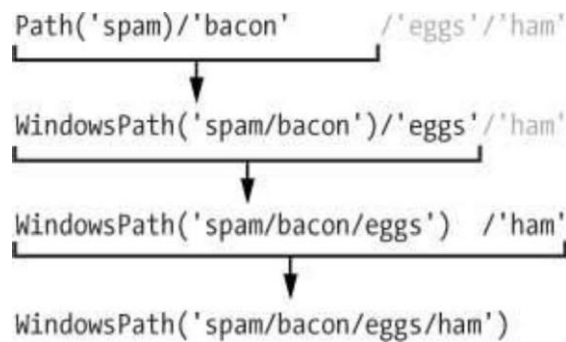 Path('spam)/'bacon' /'eggs'/'ham'
WindowsPath('spam/bacon')/'eggs'/'ham'
WindowsPath('spam/bacon/eggs') /'ham'
WindowsPath('spam/bacon/eggs/ham')